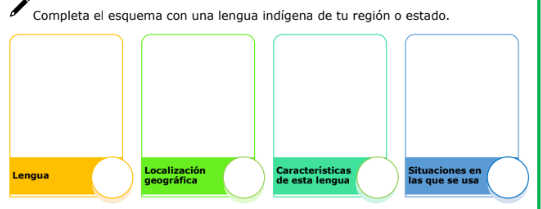 Completa el esquema con una lengua indígena de tu región o estado.
Lengua
Localización
geográfica
Características
de esta lengua
Situaciones en
las que se usa